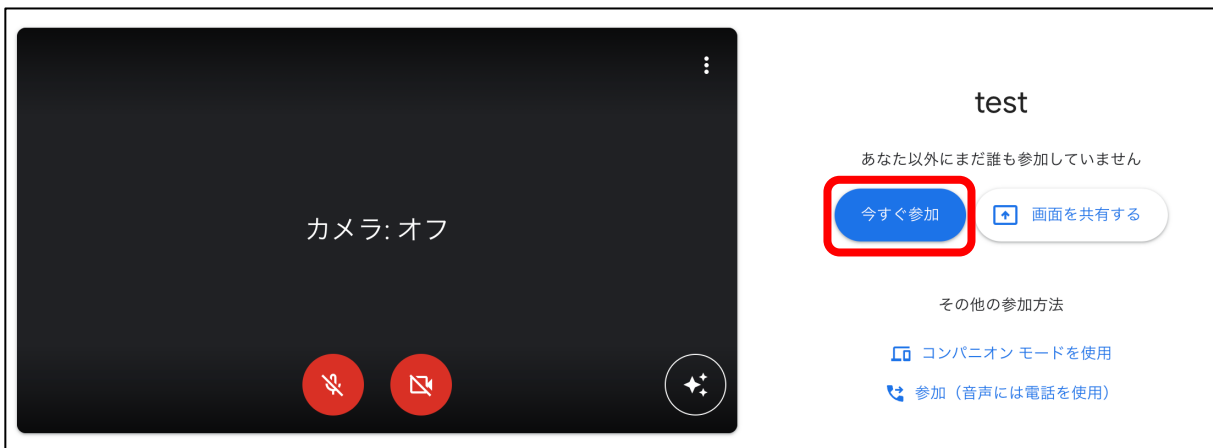 カメラ: オフ
test
あなた以外にまだ誰も参加していません
今すぐ参加
画面を共有する
その他の参加方法
コンパニオン モードを使用
参加（音声には電話を使用）